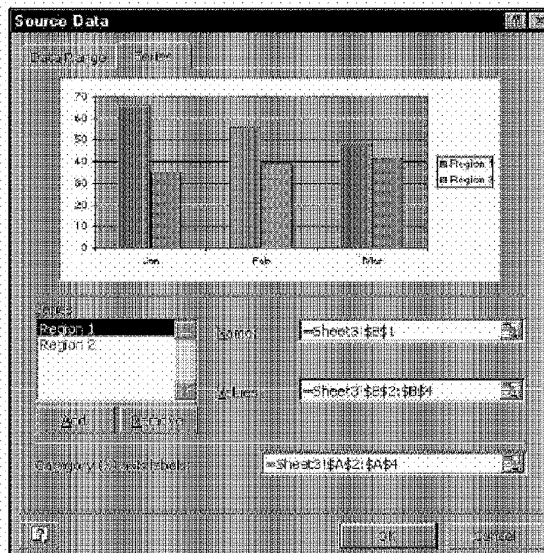 Source Data
Data Range Series
70
60
50
40
30
20
10
0
Jan Feb Mar
Region 1
Region 2
Series
Region 1
Region 2
Name: =Sheet3!$B$1
Values: =Sheet3!$B$2:$B$4
Add Remove
Category (X) axis labels: =Sheet3!$A$2:$A$4
OK Cancel